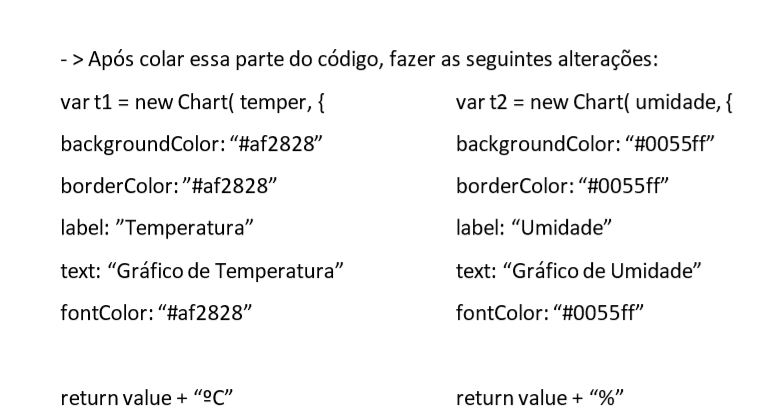 - > Após colar essa parte do código, fazer as seguintes alterações:
var t1 = new Chart( temper, {
backgroundColor: “#af2828”
borderColor: ”#af2828”
label: ”Temperatura”
text: “Gráfico de Temperatura”
fontColor: “#af2828”
return value + “ºC”
var t2 = new Chart( umidade, {
backgroundColor: “#0055ff”
borderColor: “#0055ff”
label: “Umidade”
text: “Gráfico de Umidade”
fontColor: “#0055ff”
return value + “%”